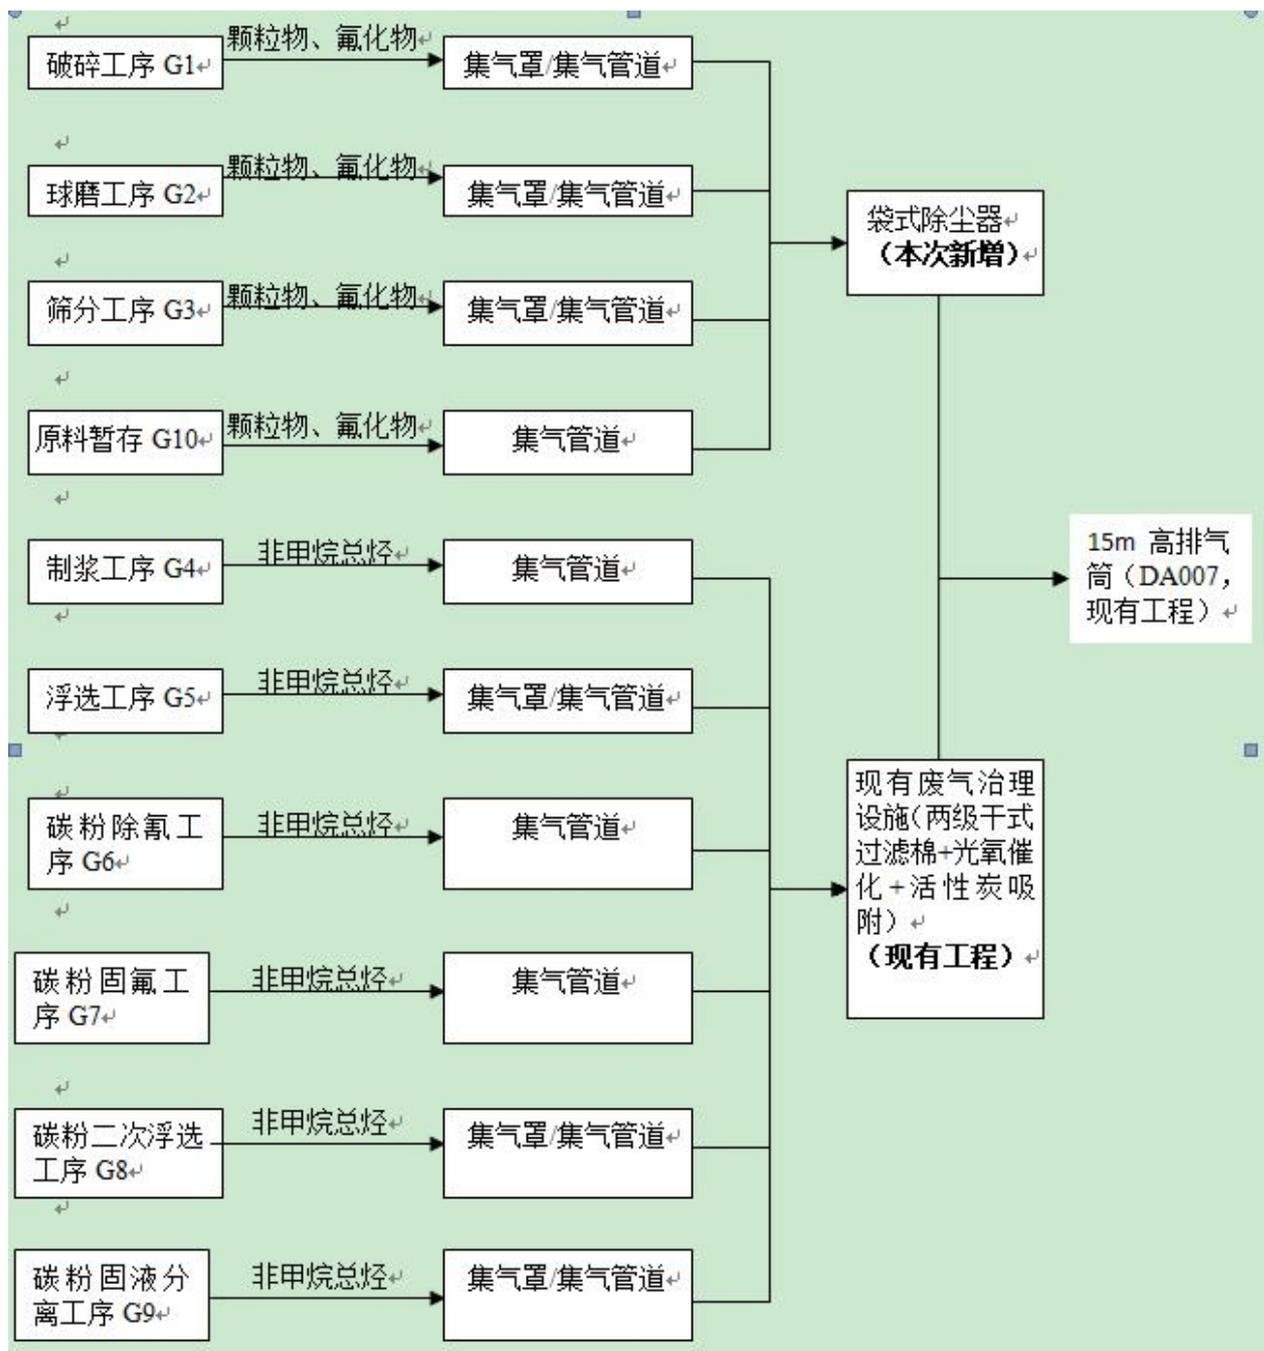 颗粒物、氟化物
破碎工序 G1
集气罩/集气管道
颗粒物、氟化物
球磨工序 G2
集气罩/集气管道
袋式除尘器
（本次新增）
颗粒物、氟化物
筛分工序 G3
集气罩/集气管道
颗粒物、氟化物
原料暂存 G10
集气管道
非甲烷总烃
制浆工序 G4
集气管道
15m 高排气
筒（DA007，
现有工程）
非甲烷总烃
浮选工序 G5
集气罩/集气管道
现有废气治理
设施（两级干式
过滤棉+光氧催
化+活性炭吸
附）
（现有工程）
碳粉除氰工
序 G6
非甲烷总烃
集气管道
碳粉固氟工
序 G7
非甲烷总烃
集气管道
碳粉二次浮选
工序 G8
非甲烷总烃
集气罩/集气管道
碳粉固液分
离工序 G9
非甲烷总烃
集气罩/集气管道